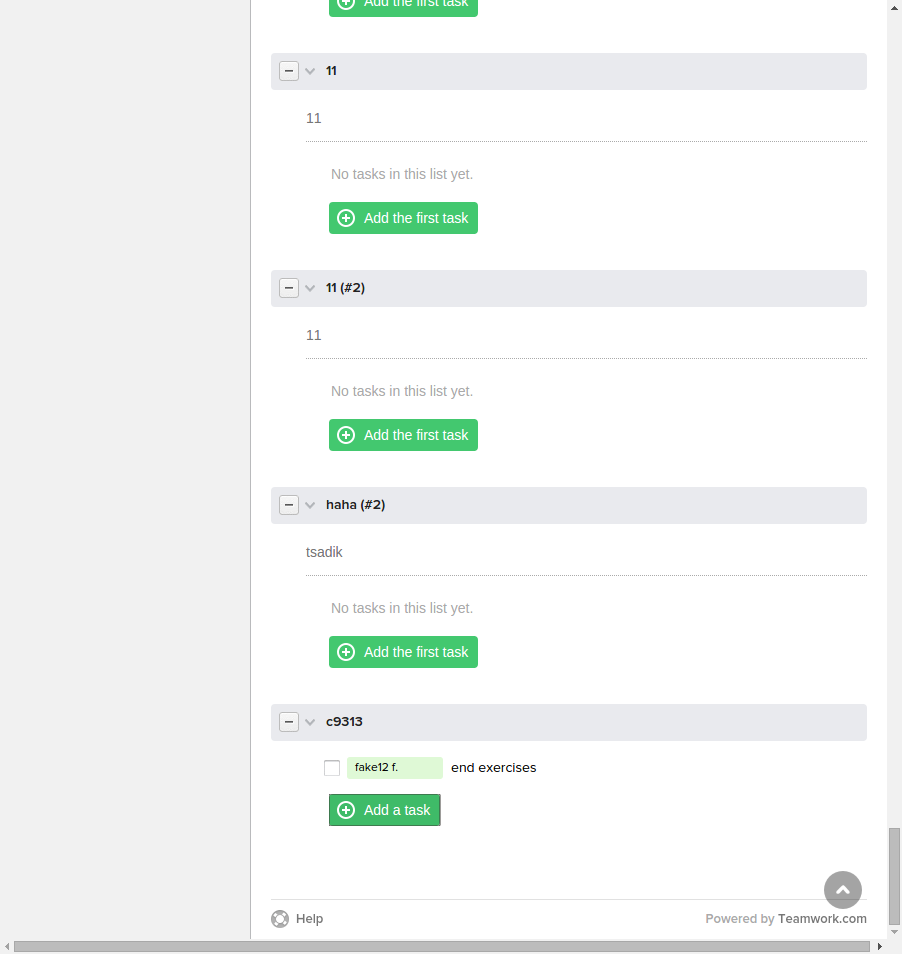 Add the first task
11
11
No tasks in this list yet.
Add the first task
11 (#2)
11
No tasks in this list yet.
Add the first task
haha (#2)
tsadik
No tasks in this list yet.
Add the first task
c9313
fake12 f. end exercises
Add a task
Help Powered by Teamwork.com